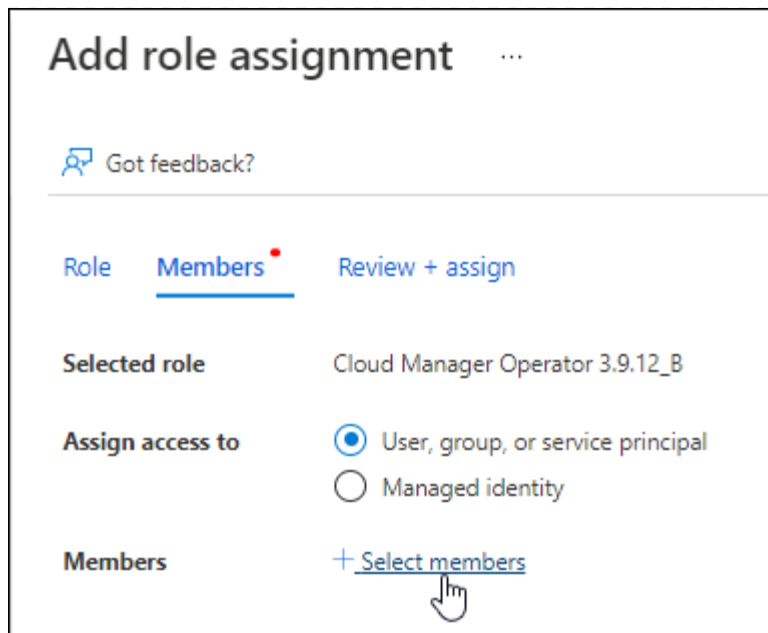 Add role assignment ...
Got feedback?
Role Members Review + assign
Selected role Cloud Manager Operator 3.9.12_B
Assign access to User, group, or service principal
Managed identity
Members + Select members